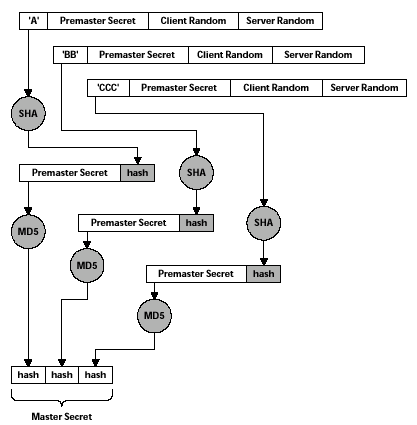 'A' Premaster Secret Client Random Server Random
'BB' Premaster Secret Client Random Server Random
'CCC' Premaster Secret Client Random Server Random
SHA
Premaster Secret hash
SHA
Premaster Secret hash
SHA
MD5
MD5
Premaster Secret hash
MD5
hash hash hash
Master Secret